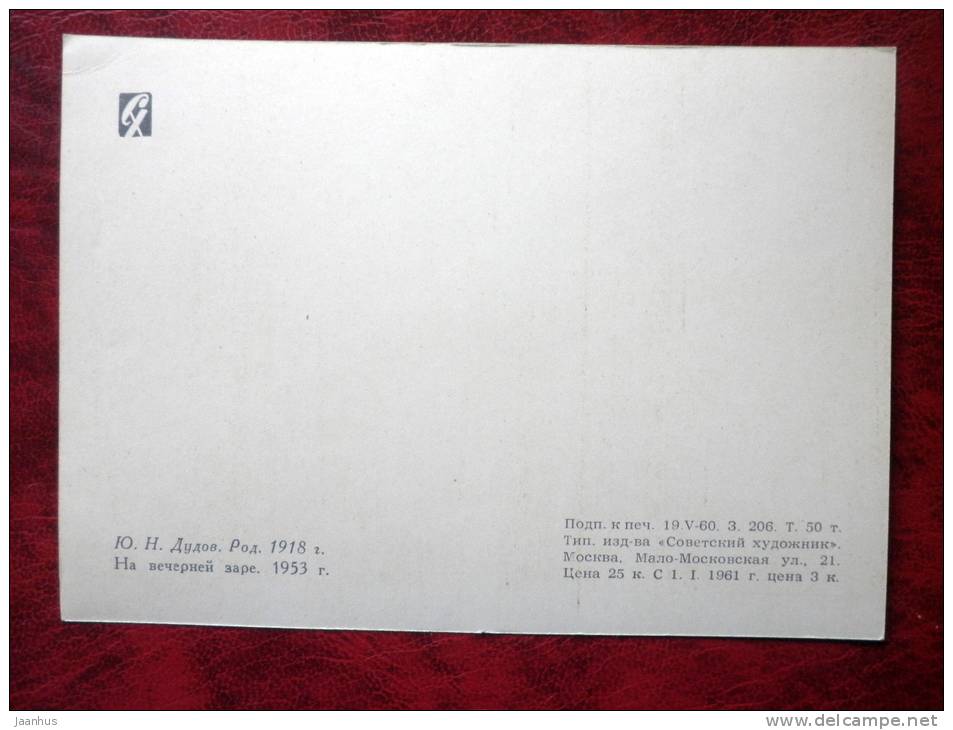 Ю. Н. Дудов. Род. 1918 г.
На вечерней заре. 1953 г.
Подп. к печ. 19.V-60. З. 206. Т. 50 т.
Тип. изд-ва «Советский художник».
Москва, Мало-Московская ул., 21.
Цена 25 к. С 1. I. 1961 г. цена 3 к.
jaanhus
www.delcampe.net